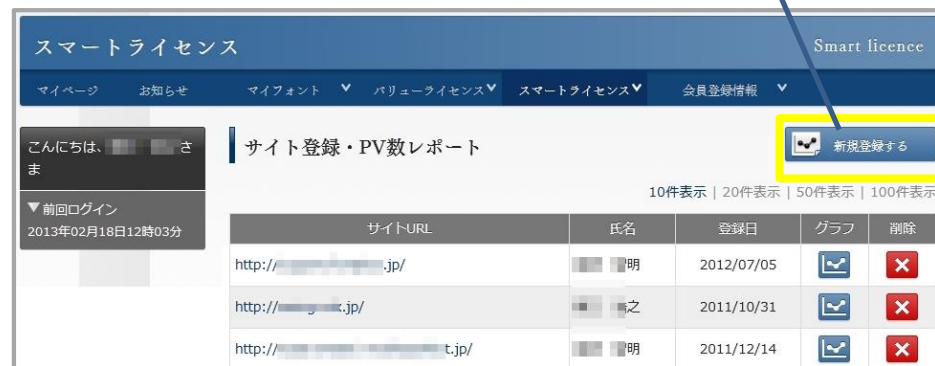 スマートライセンス
Smart licence
マイページ お知らせ マイフォント バリューライセンス スマートライセンス 会員登録情報
こんにちは、 さ
ま
▼前回ログイン
2013年02月18日12時03分
サイト登録・PV数レポート
新規登録する
10件表示 | 20件表示 | 50件表示 | 100件表示
サイトURL 氏名 登録日 グラフ 削除
http:// .jp/ 明 2012/07/05
http:// .jp/ 之 2011/10/31
http:// t.jp/ 明 2011/12/14